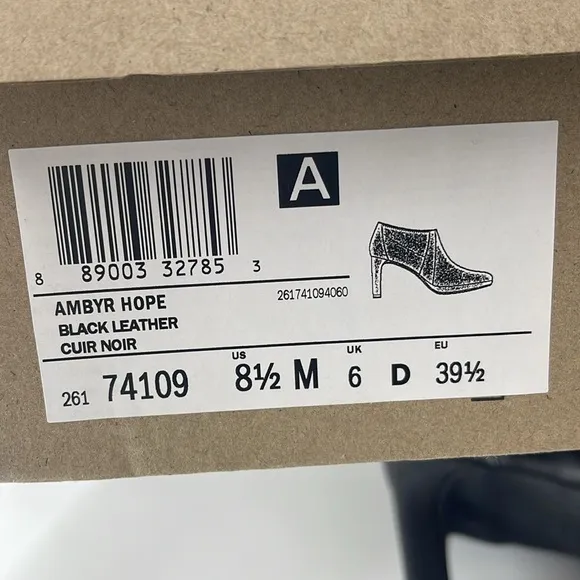 A
8 89003 32785 3
AMBYR HOPE
261741094060
BLACK LEATHER
CUIR NOIR
261 74109 US 8½ M UK 6 D EU 39½